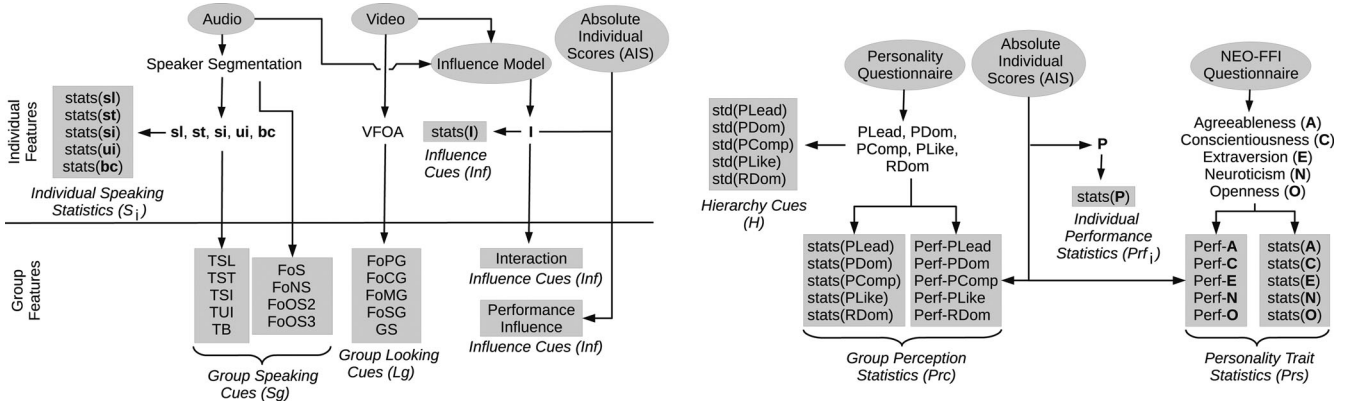 Audio
Video
Absolute
Individual
Scores (AIS)
Speaker Segmentation
Influence Model
Individual
Features
stats(sl)
stats(st)
stats(si)
stats(ui)
stats(bc)
sl, st, si, ui, bc
VFOA
stats(I)
I
Influence
Cues (Inf)
Individual Speaking
Statistics (Si)
Group
Features
TSL
TST
TSI
TUI
TB
FoS
FoNS
FoOS2
FoOS3
Group Speaking
Cues (Sg)
FoPG
FoCG
FoMG
FoSG
GS
Group Looking
Cues (Lg)
Interaction
Influence Cues (Inf)
Performance
Influence
Influence Cues (Inf)
Personality
Questionnaire
Absolute
Individual
Scores (AIS)
NEO-FFI
Questionnaire
std(PLead)
std(PDom)
std(PComp)
std(PLike)
std(RDom)
Hierarchy Cues
(H)
PLead, PDom,
PComp, PLike,
RDom
P
stats(P)
Individual
Performance
Statistics (Prfi)
Agreeableness (A)
Conscientiousness (C)
Extraversion (E)
Neuroticism (N)
Openness (O)
stats(PLead)
stats(PDom)
stats(PComp)
stats(PLike)
stats(RDom)
Perf-PLead
Perf-PDom
Perf-PComp
Perf-PLike
Perf-RDom
Group Perception
Statistics (Prc)
Perf-A
Perf-C
Perf-E
Perf-N
Perf-O
stats(A)
stats(C)
stats(E)
stats(N)
stats(O)
Personality Trait
Statistics (Prs)